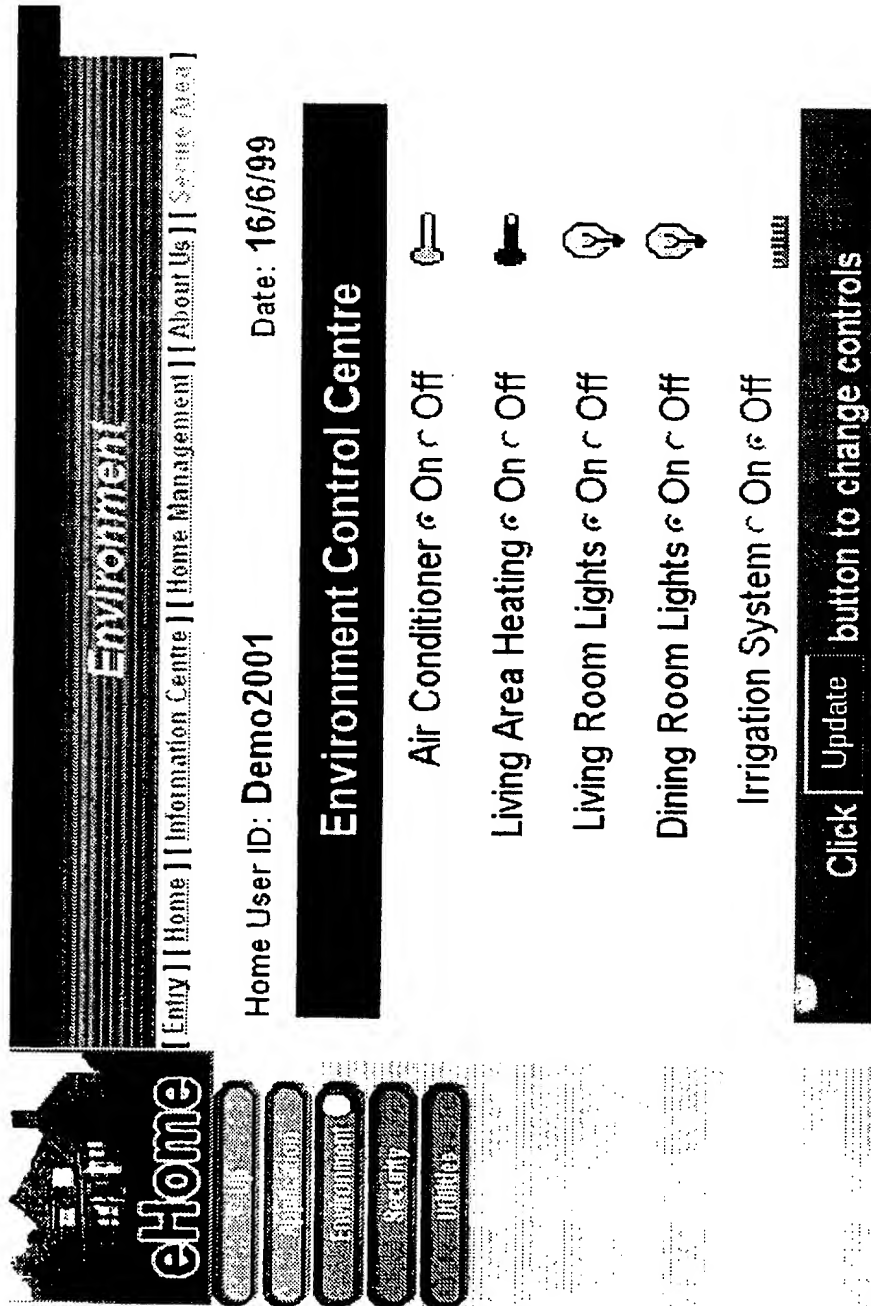 Environment
[ Entry ] [ Home ] [ Information Centre ] [ Home Management ] [ About Us ] [ Secure Area ]
eHome
Environment
Security
Utilities
Home User ID: Demo2001 Date: 16/6/99
Environment Control Centre
Air Conditioner On Off
Living Area Heating On Off
Living Room Lights On Off
Dining Room Lights On Off
Irrigation System On Off
Click Update button to change controls